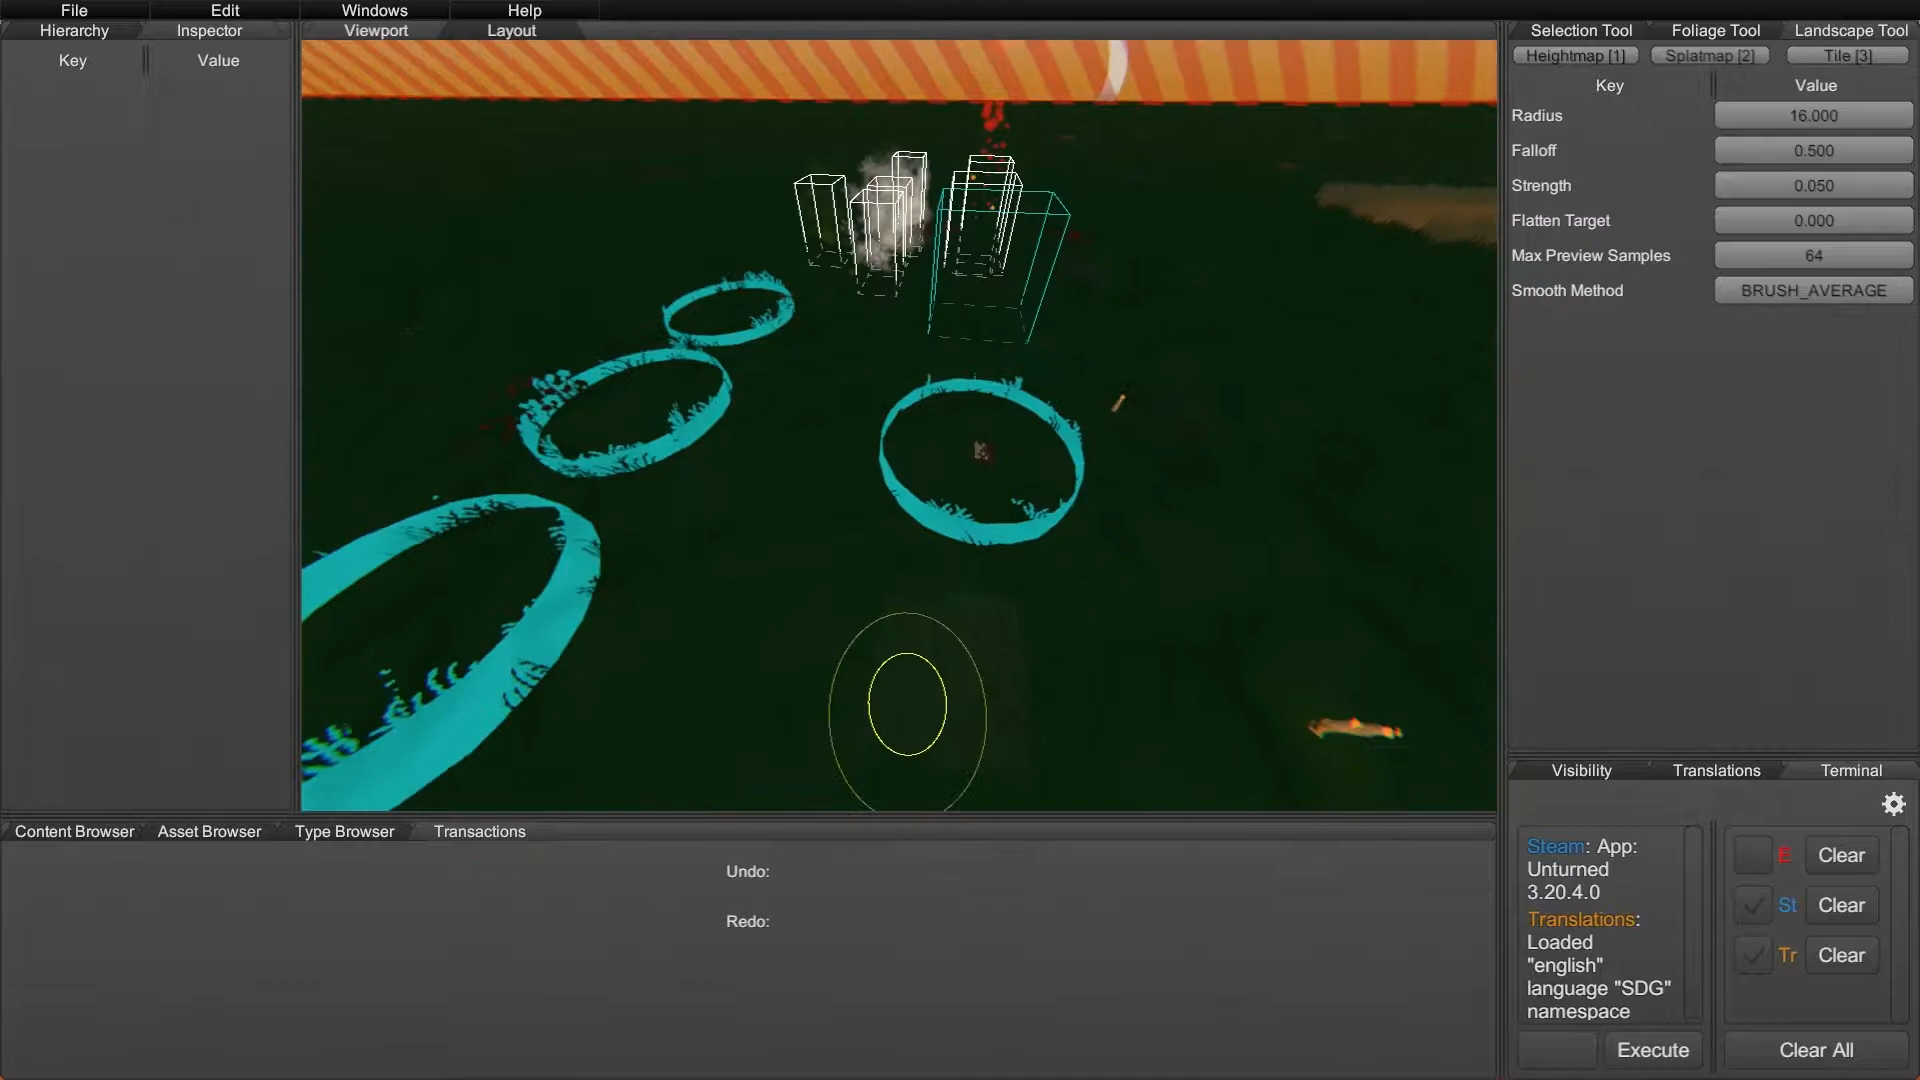 File Edit Windows Help
Hierarchy Inspector Viewport Layout Selection Tool Foliage Tool Landscape Tool
Key Value
Heightmap [1] Splatmap [2] Tile [3]
Key Value
Radius 16.000
Falloff 0.500
Strength 0.050
Flatten Target 0.000
Max Preview Samples 64
Smooth Method BRUSH_AVERAGE
Visibility Translations Terminal
Content Browser Asset Browser Type Browser Transactions
Undo:
Redo:
Steam: App:
Unturned
3.20.4.0
Translations:
Loaded
"english"
language "SDG"
namespace
E Clear
St Clear
Tr Clear
Execute Clear All